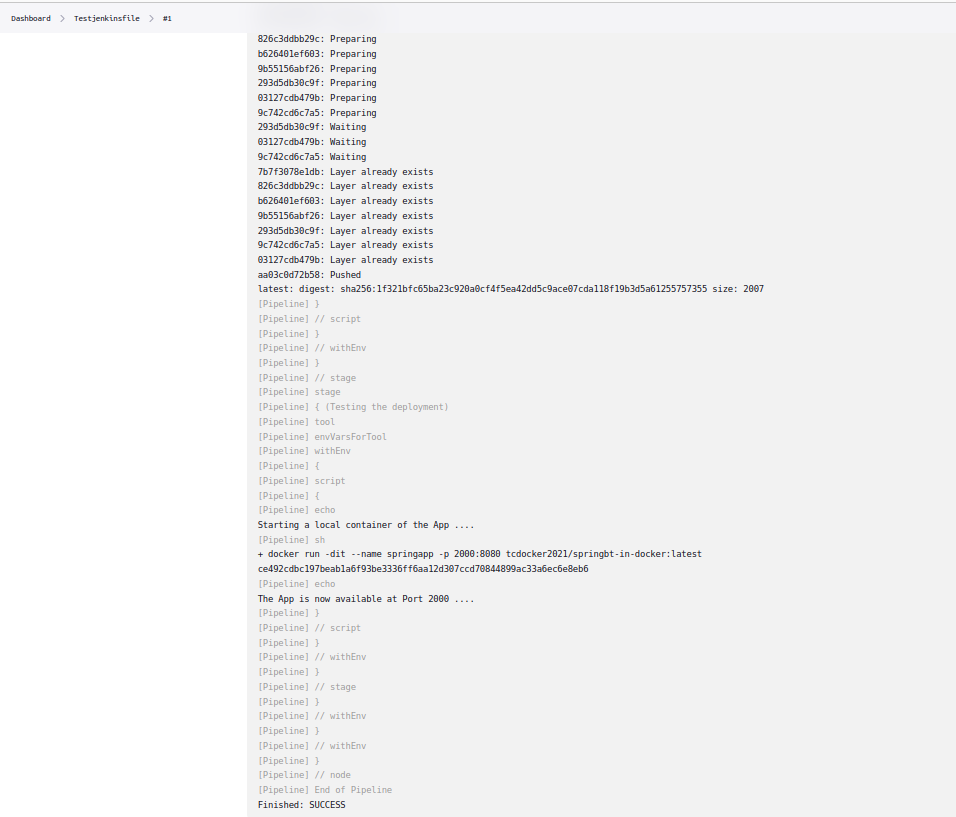 Dashboard > Testjenkinsfile > #1
826c3ddbb29c: Preparing
b626401ef603: Preparing
9b55156abf26: Preparing
293d5db30c9f: Preparing
03127cdb479b: Preparing
9c742cd6c7a5: Preparing
293d5db30c9f: Waiting
03127cdb479b: Waiting
9c742cd6c7a5: Waiting
7b7f3078e1db: Layer already exists
826c3ddbb29c: Layer already exists
b626401ef603: Layer already exists
9b55156abf26: Layer already exists
293d5db30c9f: Layer already exists
9c742cd6c7a5: Layer already exists
03127cdb479b: Layer already exists
aa03c0d72b58: Pushed
latest: digest: sha256:1f321bfc65ba23c920a0cf4f5ea42dd5c9ace07cda118f19b3d5a61255757355 size: 2007
[Pipeline] }
[Pipeline] // script
[Pipeline] }
[Pipeline] // withEnv
[Pipeline] }
[Pipeline] // stage
[Pipeline] stage
[Pipeline] { (Testing the deployment)
[Pipeline] tool
[Pipeline] envVarsForTool
[Pipeline] withEnv
[Pipeline] {
[Pipeline] script
[Pipeline] {
[Pipeline] echo
Starting a local container of the App ....
[Pipeline] sh
+ docker run -dit --name springapp -p 2000:8080 tcdocker2021/springbt-in-docker:latest
ce492cdbc197beab1a6f93be3336ff6aa12d307ccd70844899ac33a6ec6e8eb6
[Pipeline] echo
The App is now available at Port 2000 ....
[Pipeline] }
[Pipeline] // script
[Pipeline] }
[Pipeline] // withEnv
[Pipeline] }
[Pipeline] // stage
[Pipeline] }
[Pipeline] // withEnv
[Pipeline] }
[Pipeline] // withEnv
[Pipeline] }
[Pipeline] // node
[Pipeline] End of Pipeline
Finished: SUCCESS